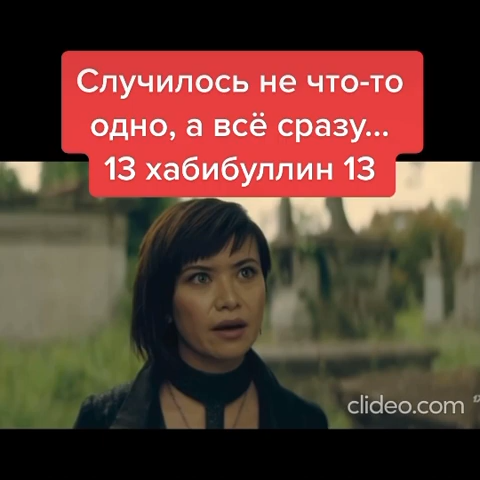 Случилось не что-то
одно, а всё сразу...
13 хабибуллин 13
clideo.com